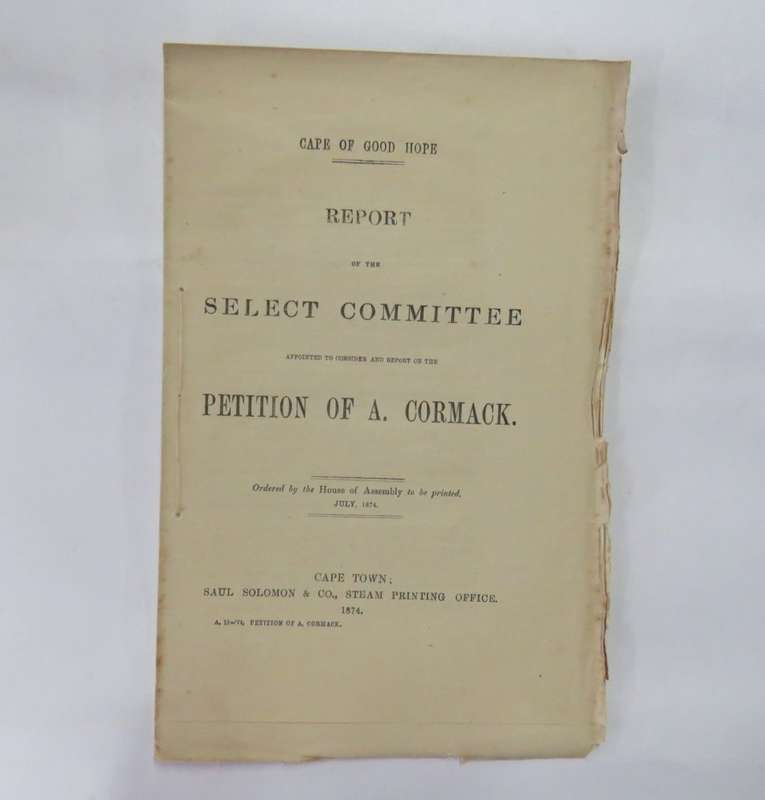 CAPE OF GOOD HOPE
REPORT
OF THE
SELECT COMMITTEE
APPOINTED TO CONSIDER AND REPORT ON THE
PETITION OF A. CORMACK.
Ordered by the House of Assembly to be printed,
JULY, 1874.
CAPE TOWN:
SAUL SOLOMON & CO., STEAM PRINTING OFFICE.
1874.
PETITION OF A. CORMACK.